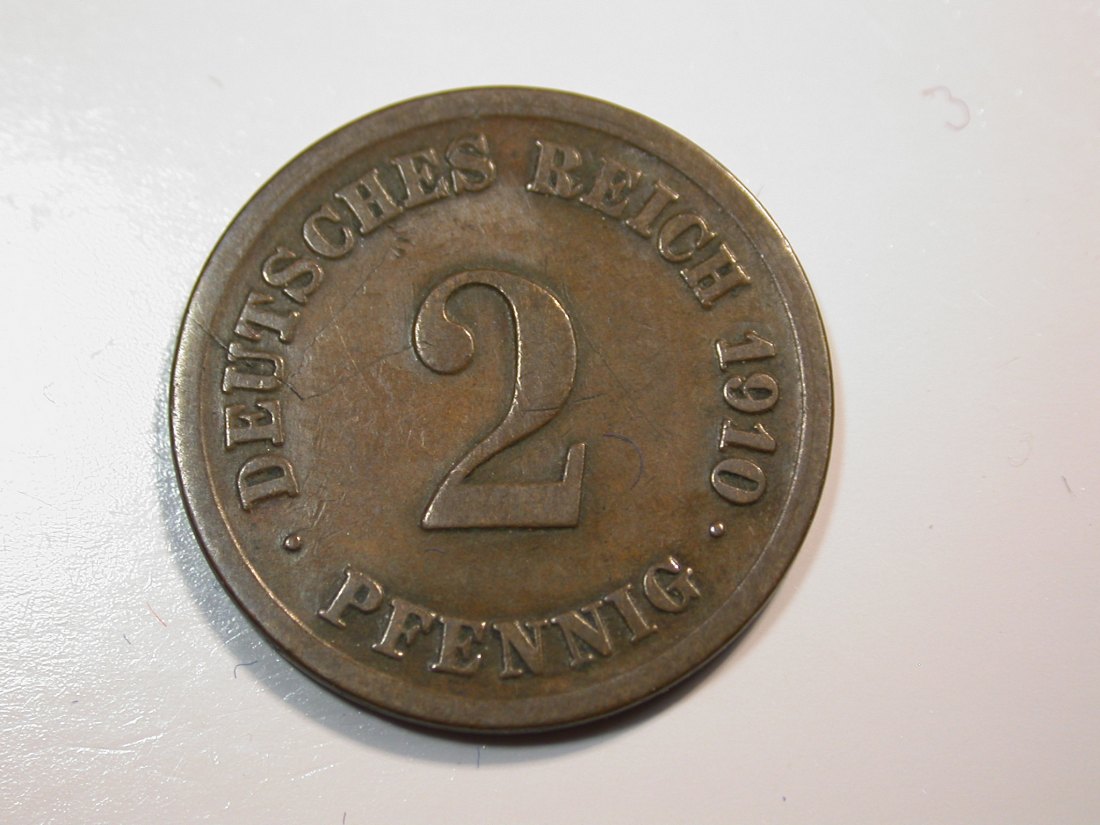 DEUTSCHES REICH 1910
2
· PFENNIG ·